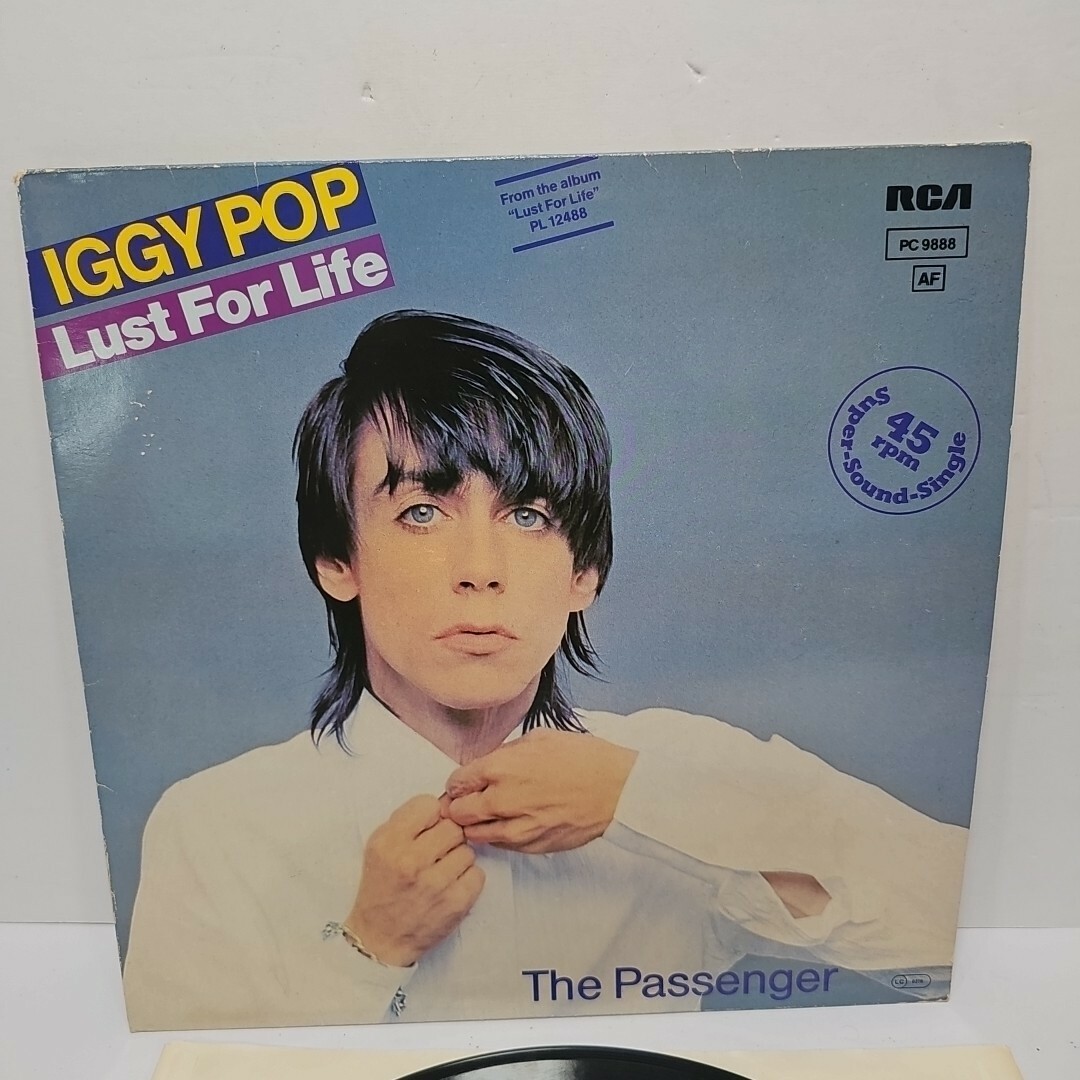 IGGY POP
Lust For Life
From the album
"Lust For Life"
PL 12488
RCA
PC 9888
AF
45
rpm
Super-Sound-Single
The Passenger
LC